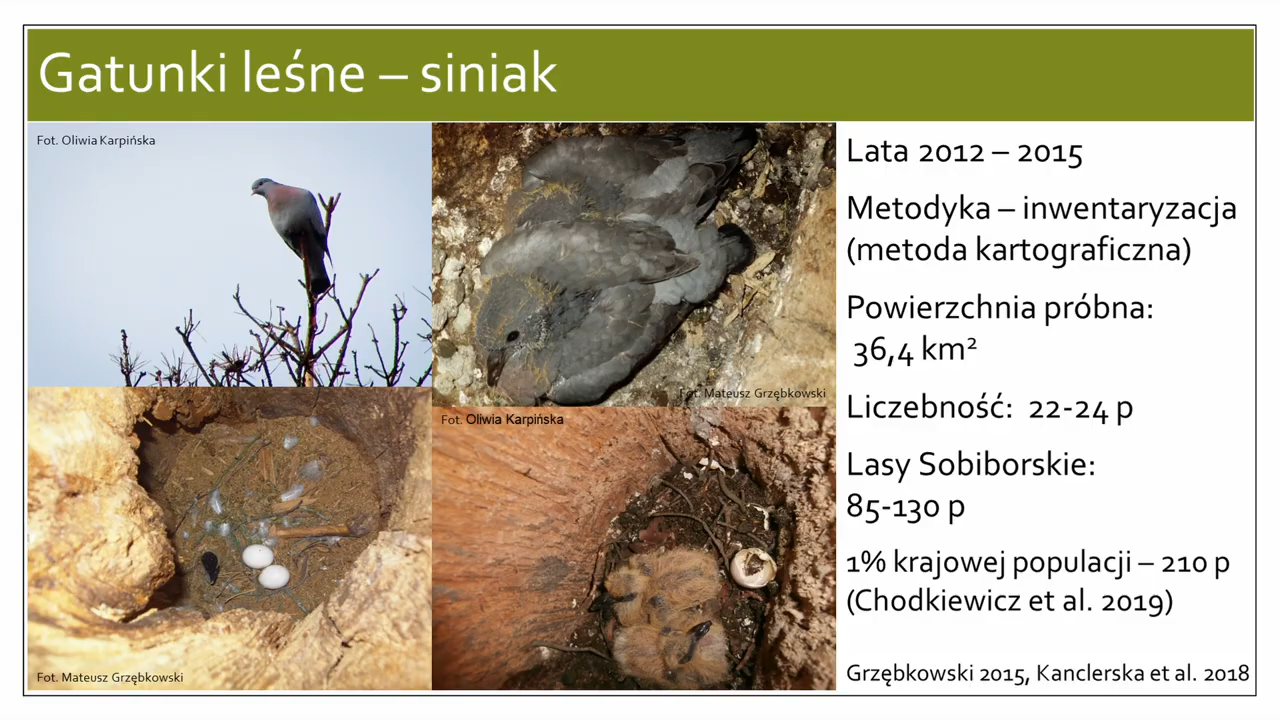 Gatunki leśne – siniak
Fot. Oliwia Karpińska
Fot. Mateusz Grzębkowski
Fot. Oliwia Karpińska
Fot. Mateusz Grzębkowski
Lata 2012 – 2015
Metodyka – inwentaryzacja
(metoda kartograficzna)
Powierzchnia próbna:
36,4 km²
Liczebność: 22-24 p
Lasy Sobiborskie:
85-130 p
1% krajowej populacji – 210 p
(Chodkiewicz et al. 2019)
Grzębkowski 2015, Kanclerska et al. 2018